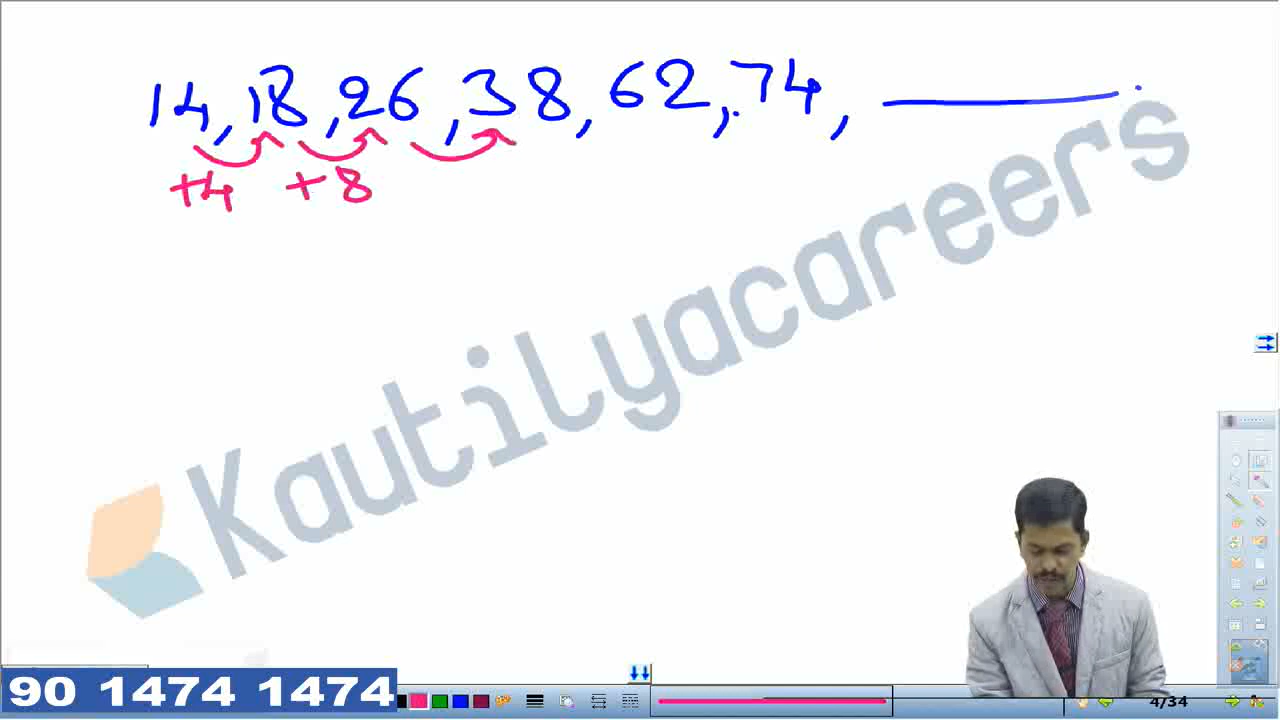 14, 18, 26, 38, 62, 74, ______
+4 +8
Kautilyacareers
90 1474 1474
4/34